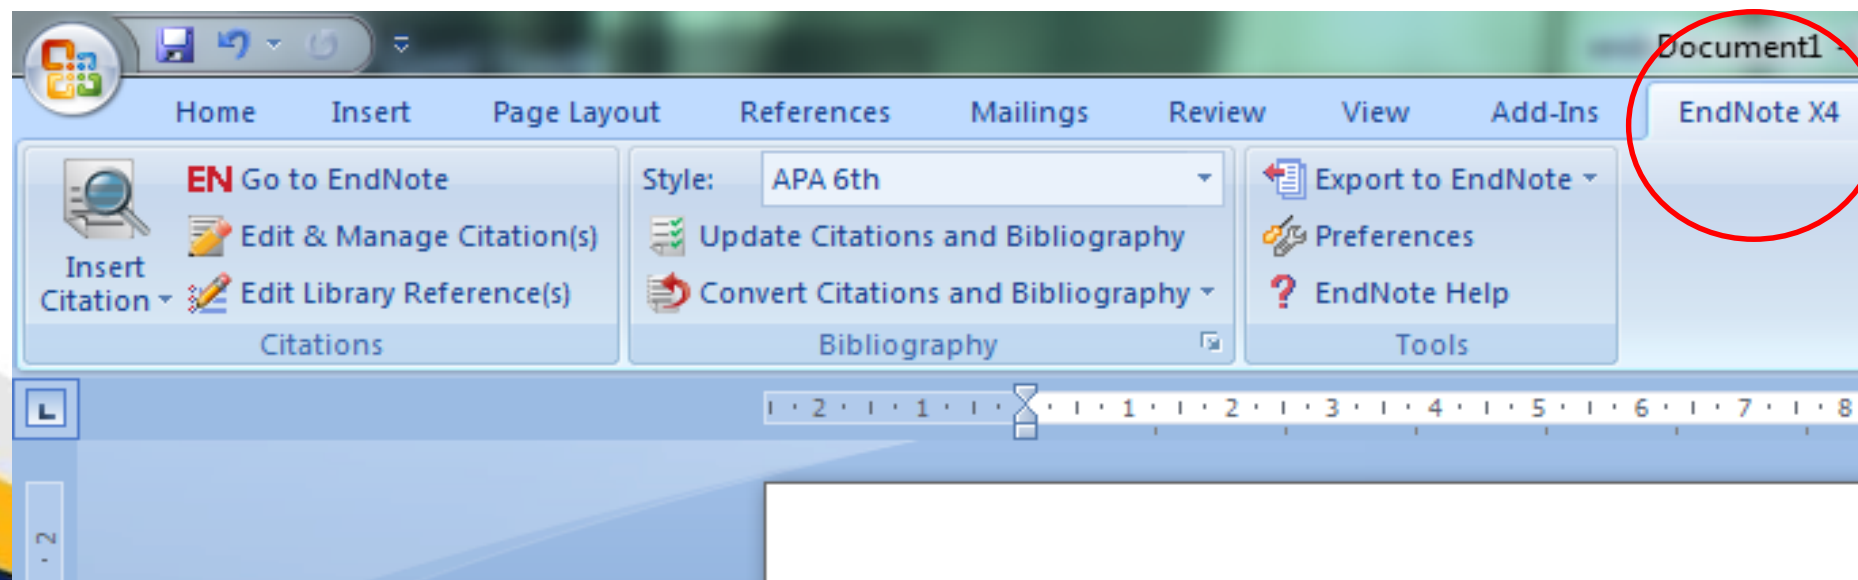 Document1 -
Home Insert Page Layout References Mailings Review View Add-Ins EndNote X4
Insert Citation
EN Go to EndNote
Edit & Manage Citation(s)
Edit Library Reference(s)
Citations
Style: APA 6th
Update Citations and Bibliography
Convert Citations and Bibliography
Bibliography
Export to EndNote
Preferences
? EndNote Help
Tools
L
2 1 1 2 3 4 5 6 7 8
2